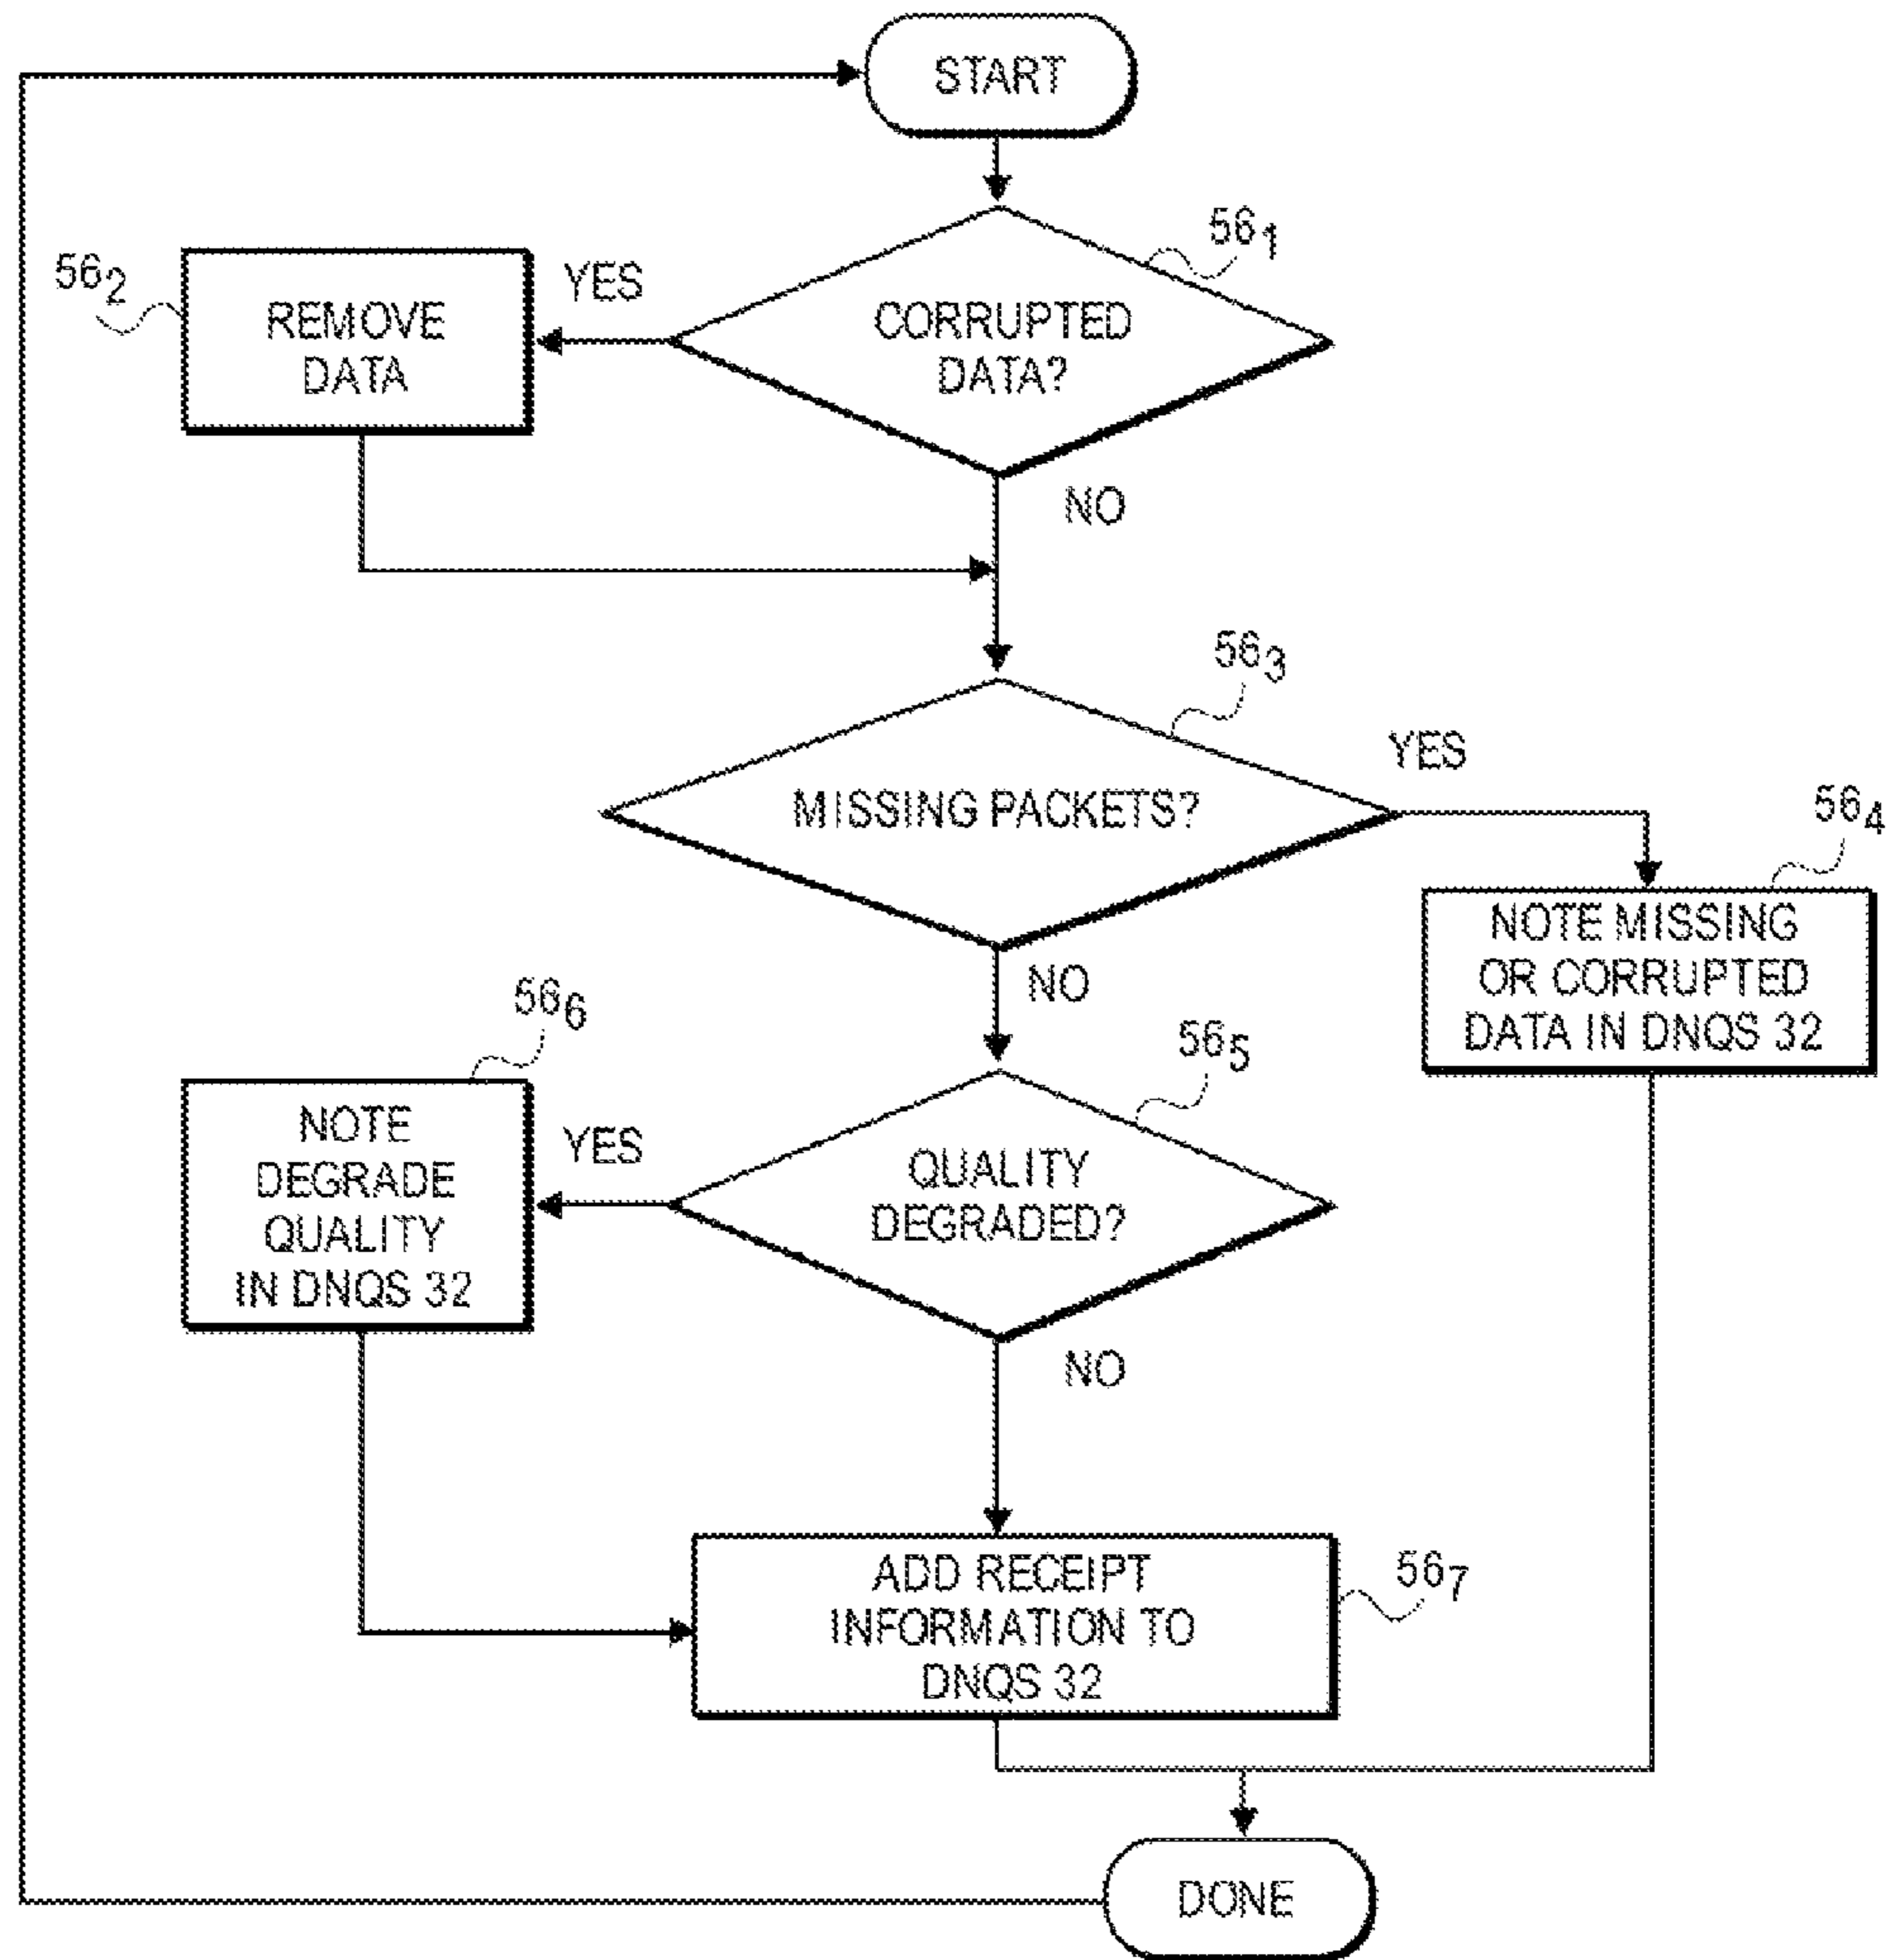 START
56₁
56₂
YES
REMOVE
DATA
CORRUPTED
DATA?
NO
56₃
YES
MISSING PACKETS?
56₄
NOTE MISSING
OR CORRUPTED
DATA IN DNQS 32
NO
56₆
56₅
NOTE
DEGRADE
QUALITY
IN DNQS 32
YES
QUALITY
DEGRADED?
NO
ADD RECEIPT
INFORMATION TO
DNQS 32
56₇
DONE